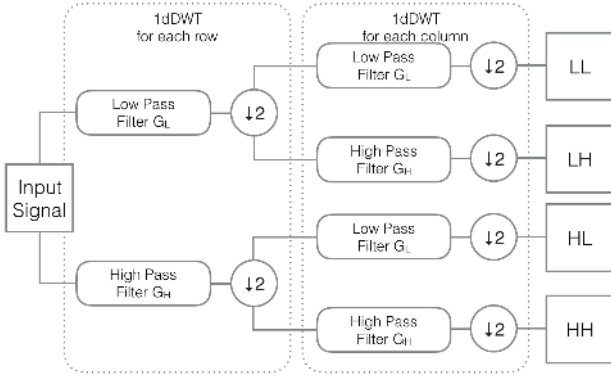 1dDWT
for each row
1dDWT
for each column
Low Pass
Filter GL
↓2
LL
Low Pass
Filter GL
↓2
High Pass
Filter GH
↓2
LH
Input
Signal
Low Pass
Filter GL
↓2
HL
High Pass
Filter GH
↓2
High Pass
Filter GH
↓2
HH